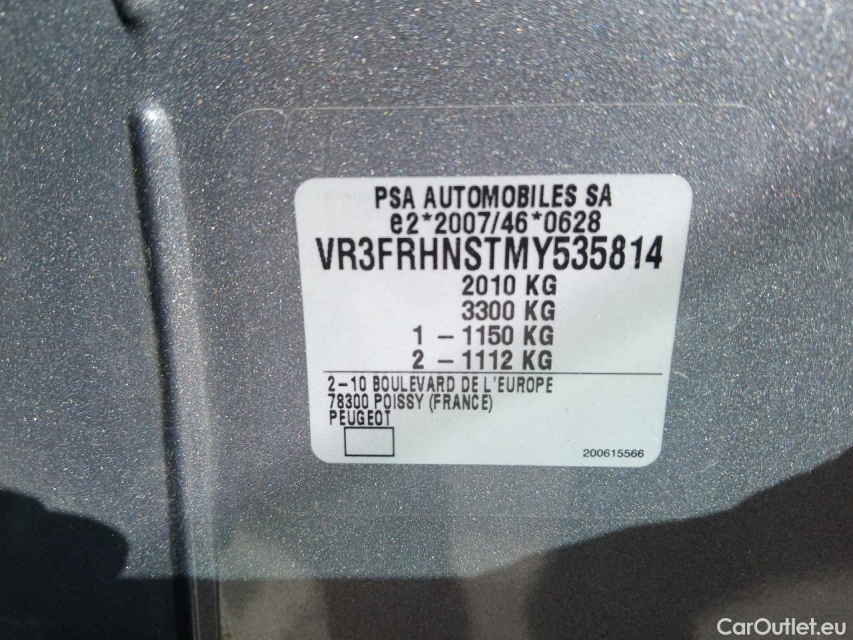 PSA AUTOMOBILES SA
e2*2007/46*0628
VR3FRHNSTMY535814
2010 KG
3300 KG
1 – 1150 KG
2 – 1112 KG
2–10 BOULEVARD DE L'EUROPE
78300 POISSY (FRANCE)
PEUGEOT
200615566
CarOutlet.eu